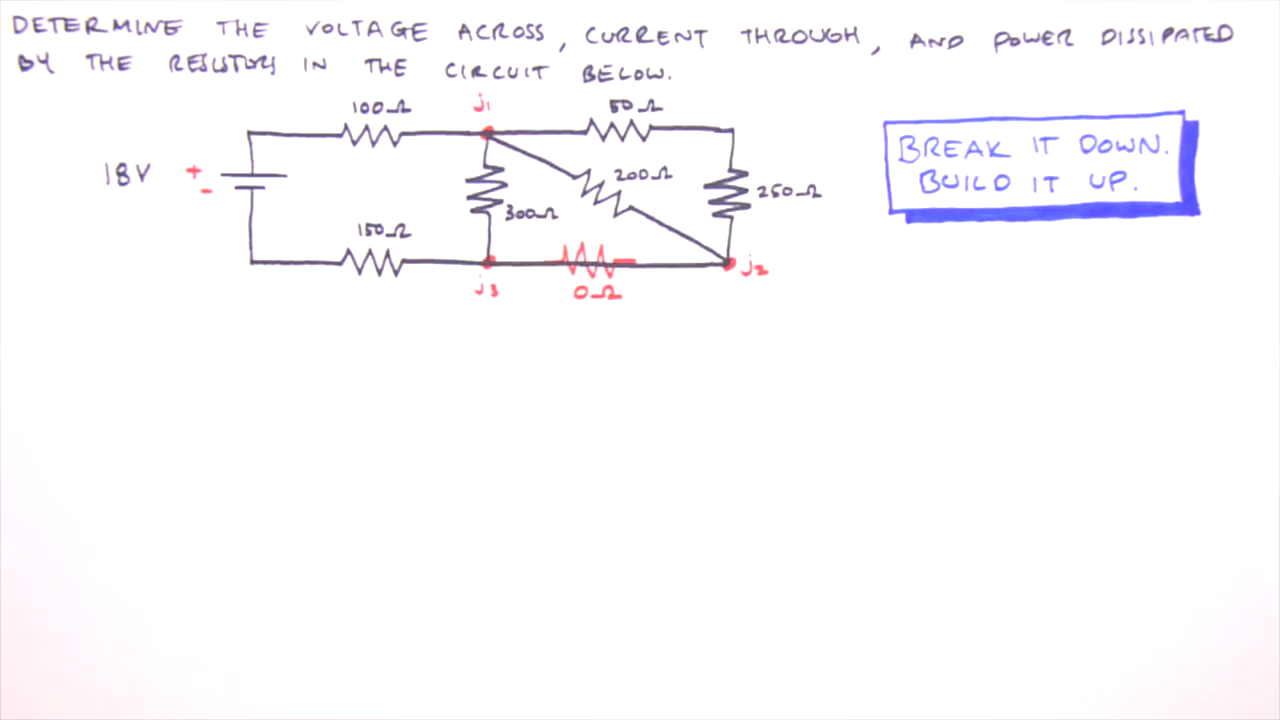 DETERMINE THE VOLTAGE ACROSS, CURRENT THROUGH, AND POWER DISSIPATED
BY THE RESISTORS IN THE CIRCUIT BELOW.
100Ω
j1
50Ω
BREAK IT DOWN.
BUILD IT UP.
18V
+
-
200Ω
250Ω
300Ω
150Ω
j2
j3
0Ω